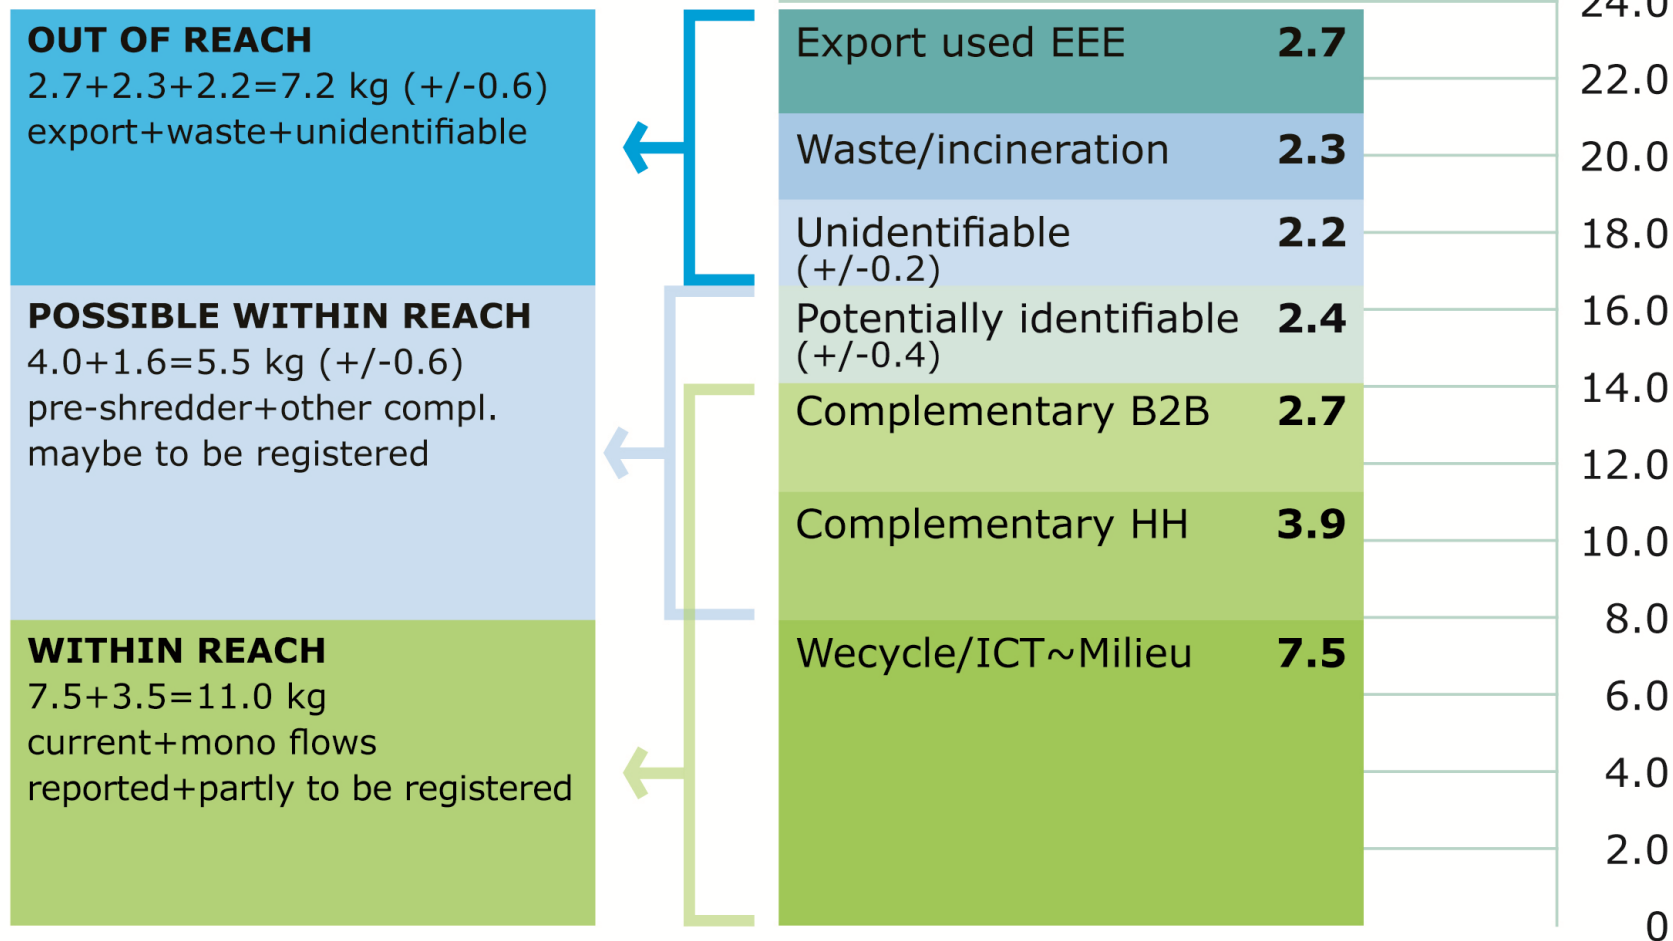 OUT OF REACH
2.7+2.3+2.2=7.2 kg (+/-0.6)
export+waste+unidentifiable
POSSIBLE WITHIN REACH
4.0+1.6=5.5 kg (+/-0.6)
pre-shredder+other compl.
maybe to be registered
WITHIN REACH
7.5+3.5=11.0 kg
current+mono flows
reported+partly to be registered
Export used EEE 2.7
Waste/incineration 2.3
Unidentifiable 2.2
(+/-0.2)
Potentially identifiable 2.4
(+/-0.4)
Complementary B2B 2.7
Complementary HH 3.9
Wecycle/ICT~Milieu 7.5
24.0
22.0
20.0
18.0
16.0
14.0
12.0
10.0
8.0
6.0
4.0
2.0
0